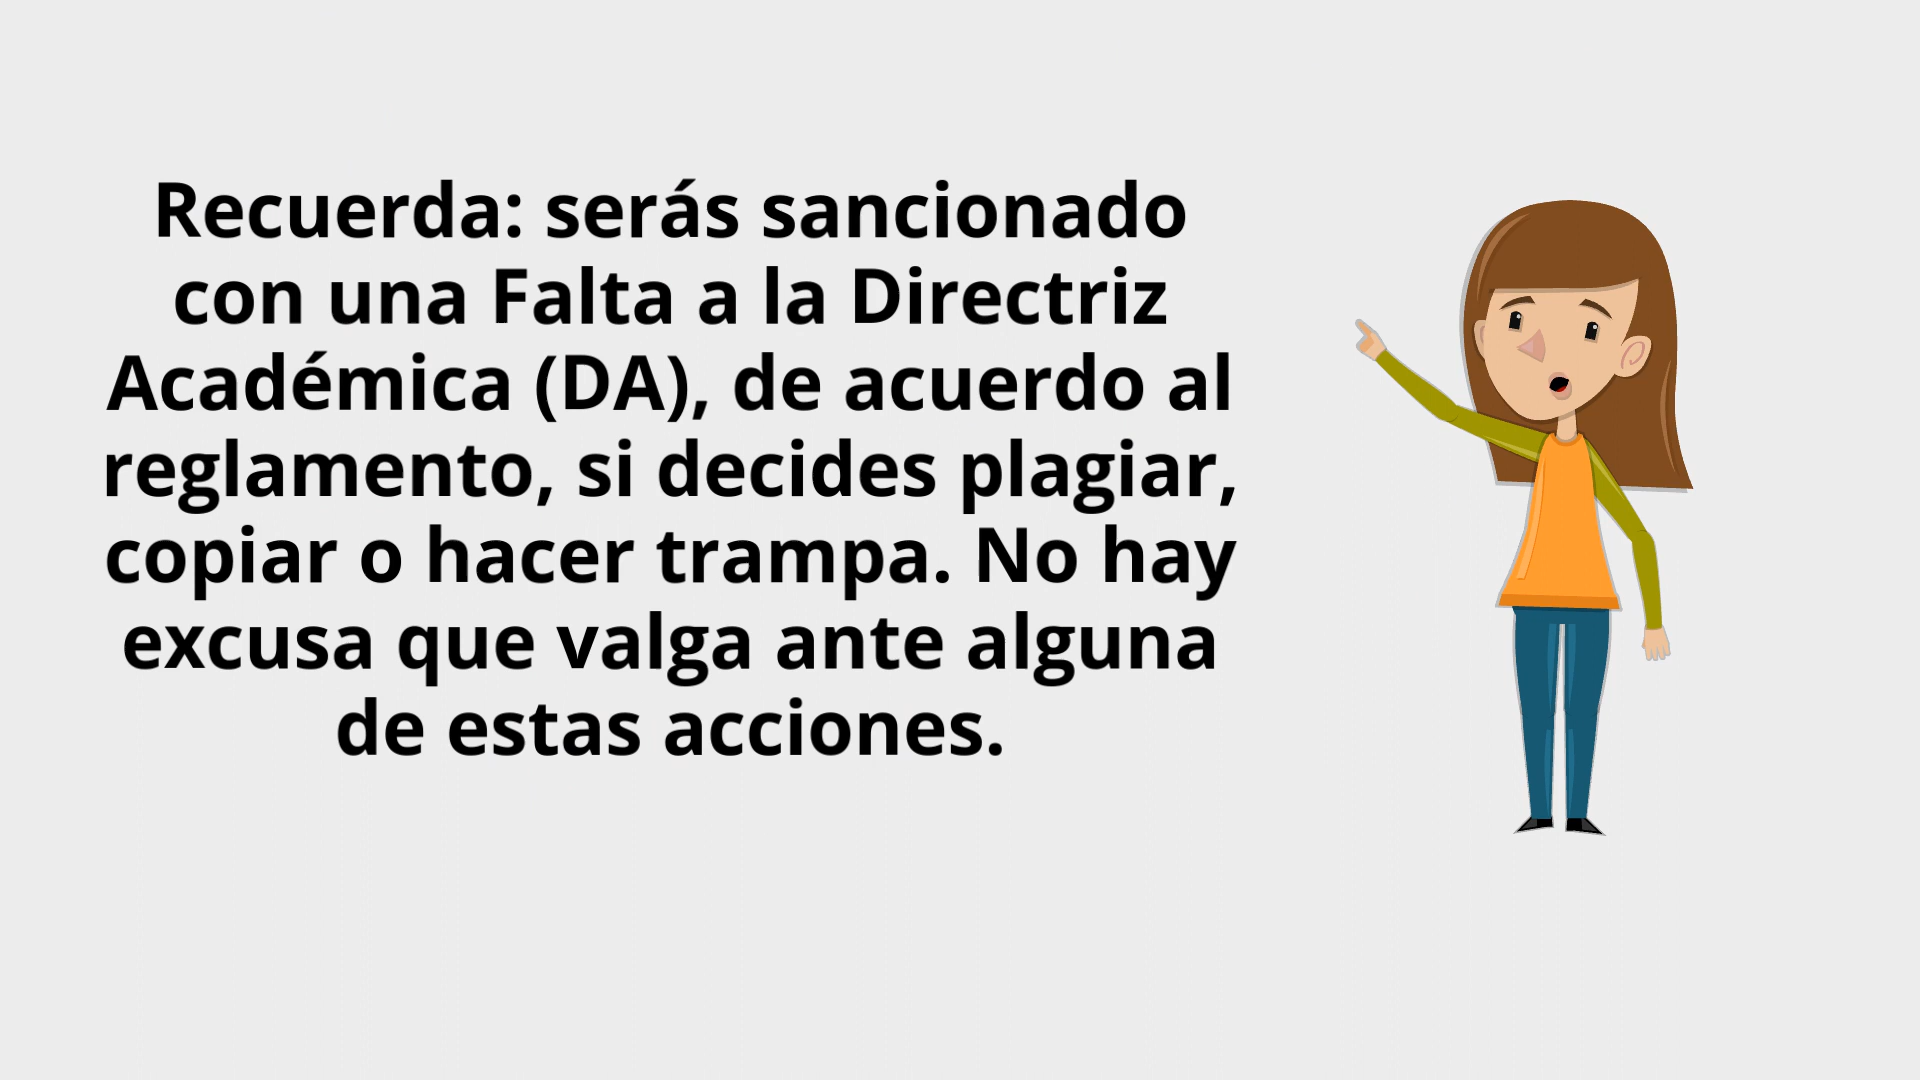 Recuerda: serás sancionado
con una Falta a la Directriz
Académica (DA), de acuerdo al
reglamento, si decides plagiar,
copiar o hacer trampa. No hay
excusa que valga ante alguna
de estas acciones.